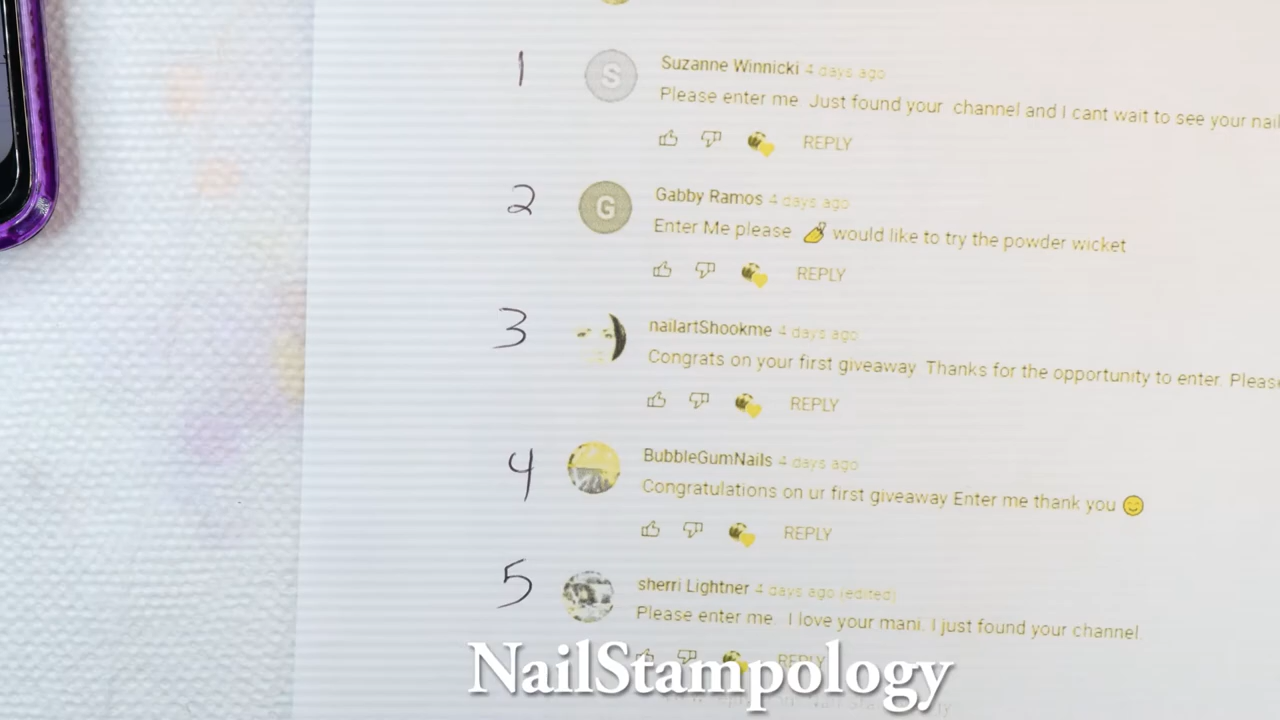 1
S
Suzanne Winnicki 4 days ago
Please enter me. Just found your channel and I cant wait to see your nail
REPLY
2
G
Gabby Ramos 4 days ago
Enter Me please 💅 would like to try the powder wicket
REPLY
3
nailartShookme 4 days ago
Congrats on your first giveaway Thanks for the opportunity to enter. Please
REPLY
4
BubbleGumNails 4 days ago
Congratulations on ur first giveaway Enter me thank you 😊
REPLY
5
sherri Lightner 4 days ago (edited)
Please enter me. I love your mani. I just found your channel
REPLY
NailStampology